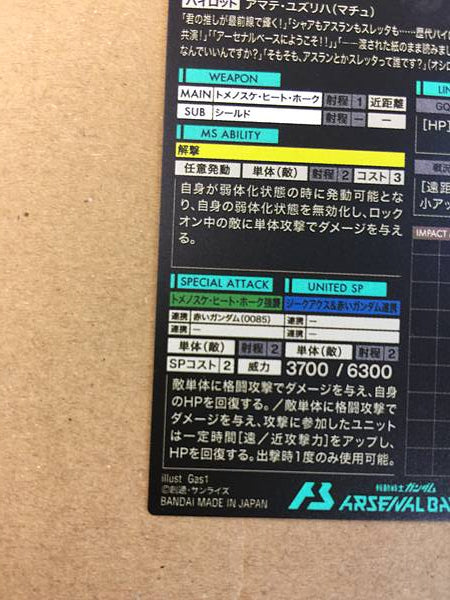 パイロット アマテ・ユズリハ(マチュ)
「君の推しが最前線で輝く!」「シャアもアスランもスレッタも……歴代パイ
共演!」「「アーセナルベースにようこそ!!」」「――渡された紙のまま読みまし
なんでいいんですか?」「そもそも、アスランとかスレッタって誰です?」(オシロ
WEAPON
MAIN トメノスケ・ヒート・ホーク 射程 1 近距離
SUB シールド 射程 ー ー
MS ABILITY
解撃
任意発動 単体(敵) 射程 2 コスト 3
自身が弱体化状態の時に発動可能とな
り、自身の弱体化状態を無効化し、ロック
オン中の敵に単体攻撃でダメージを与え
る。
LIN
GQ
[HP]
戦況
[遠距
小アッ
IMPACT
SPECIAL ATTACK
トメノスケ・ヒート・ホーク強襲
連携 赤いガンダム(0085)
連携 ー
単体(敵) 射程 2
UNITED SP
ジークアクス&赤いガンダム連携
連携 ー
連携 ー
単体(敵) 射程 2
SPコスト 2 威力 3700 / 6300
敵単体に格闘攻撃でダメージを与え、自身
のHPを回復する。/敵単体に格闘攻撃で
ダメージを与え、攻撃に参加したユニット
は一定時間[遠/近攻撃力]をアップし、
HPを回復する。出撃時1度のみ使用可能。
illust Gas1
©創通・サンライズ
BANDAI MADE IN JAPAN
機動戦士ガンダム
ARSENAL BA